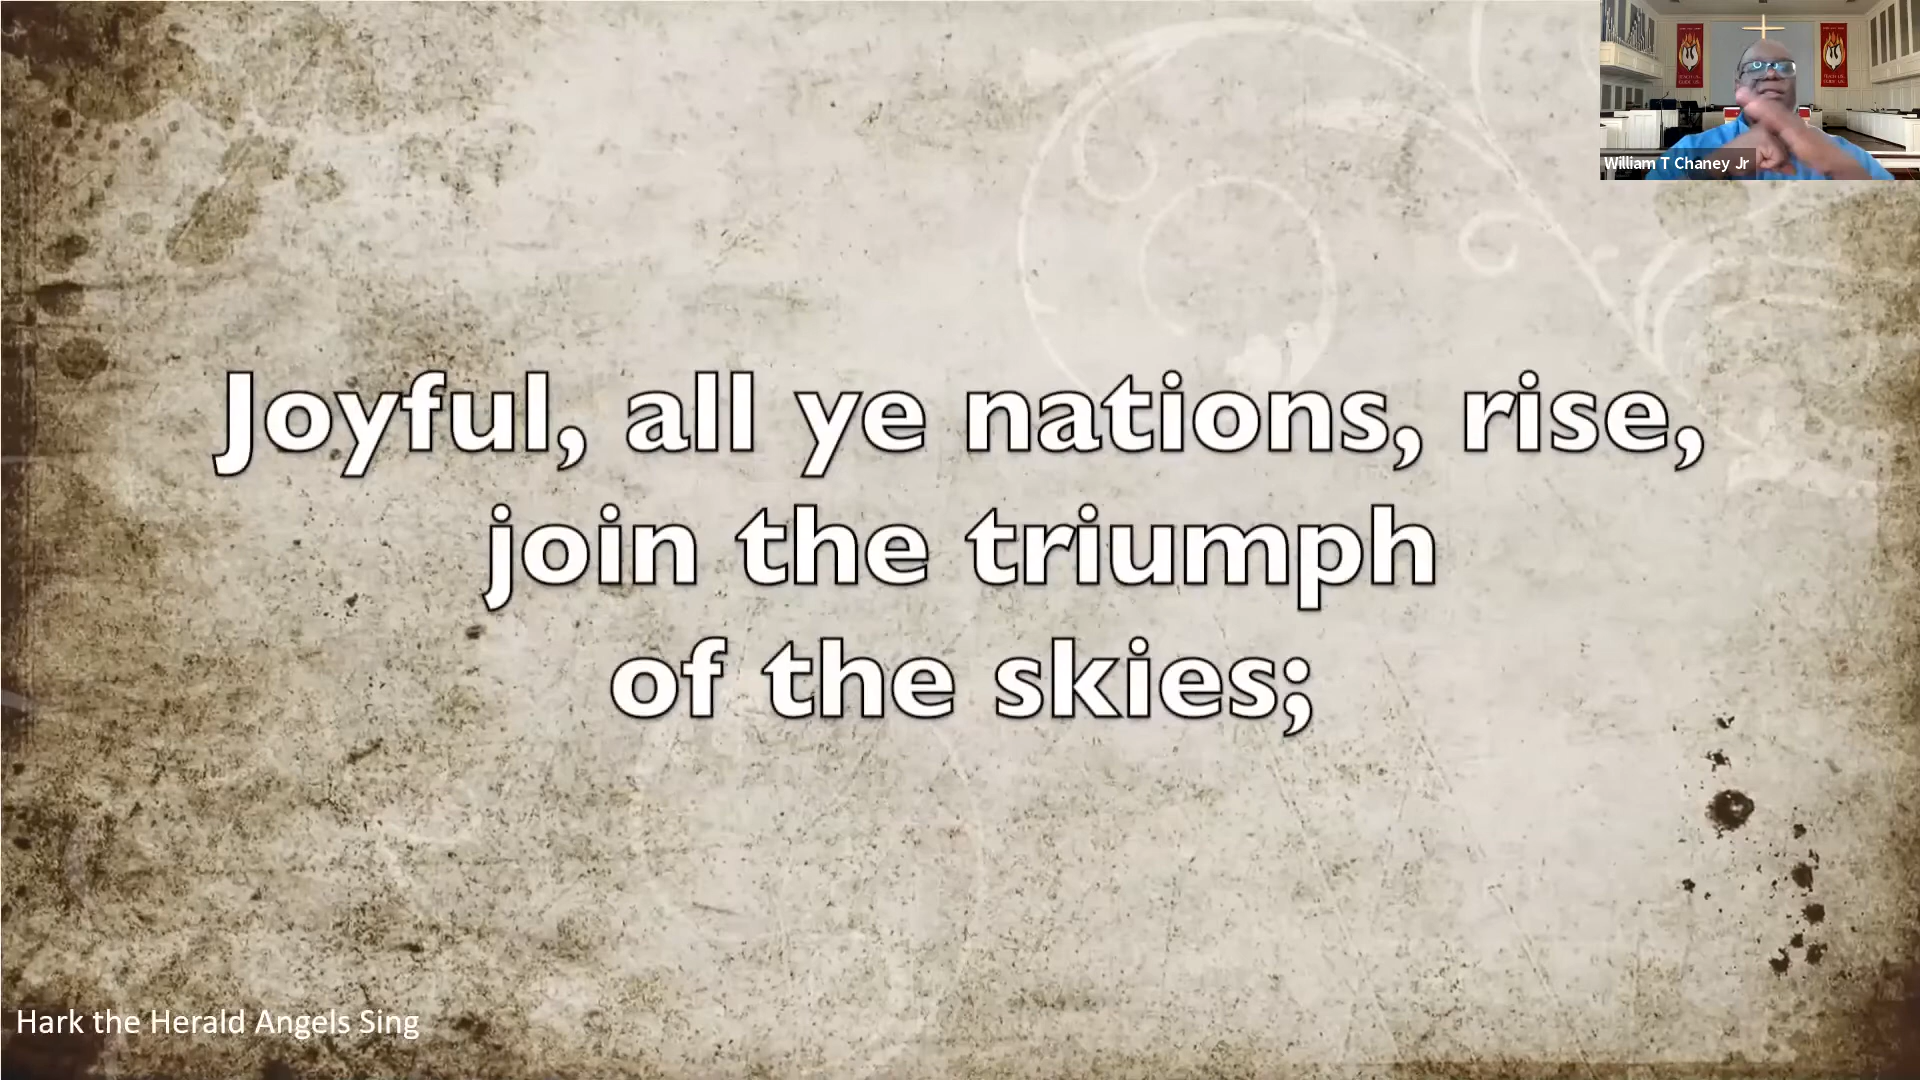 William T Chaney Jr
Joyful, all ye nations, rise,
join the triumph
of the skies;
Hark the Herald Angels Sing